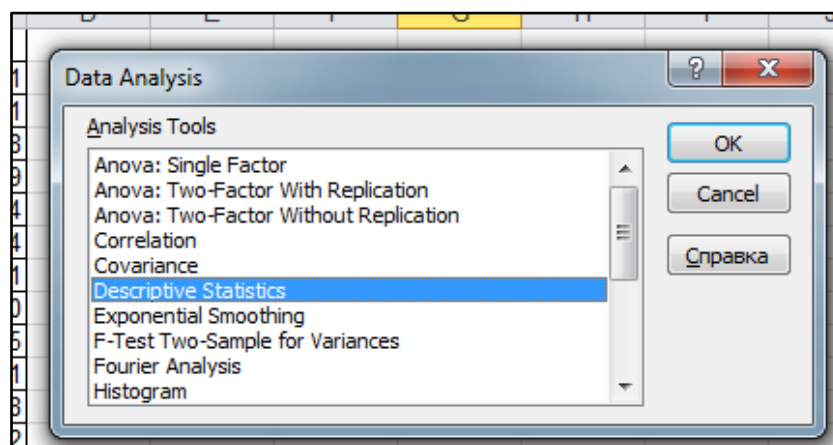 E G H
Data Analysis
Analysis Tools
Anova: Single Factor
Anova: Two-Factor With Replication
Anova: Two-Factor Without Replication
Correlation
Covariance
Descriptive Statistics
Exponential Smoothing
F-Test Two-Sample for Variances
Fourier Analysis
Histogram
OK
Cancel
Справка